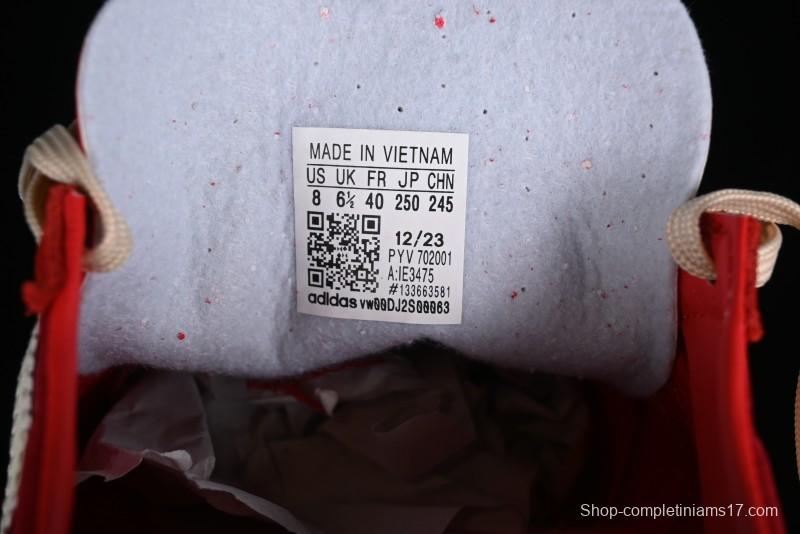 MADE IN VIETNAM
US UK FR JP CHN
8 6½ 40 250 245
12/23
PYV 702001
A:IE3475
#133663581
adidas vw00DJ2S00063
Shop-completiniams17.com